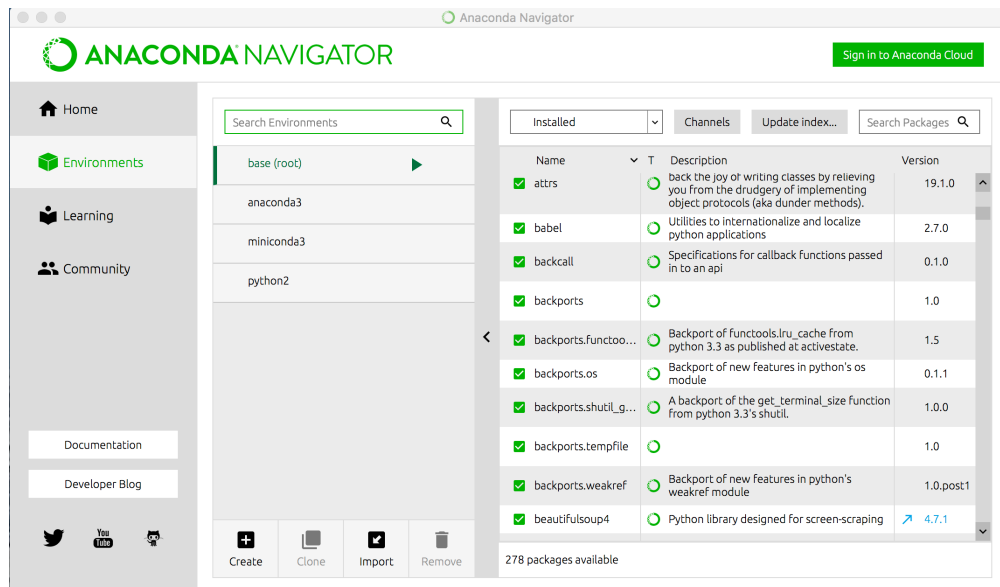 Anaconda Navigator
ANACONDA NAVIGATOR
Sign in to Anaconda Cloud
Home
Environments
Learning
Community
Documentation
Developer Blog
You
Tube
Search Environments
base (root)
anaconda3
miniconda3
python2
Create
Clone
Import
Remove
Installed
Channels
Update index...
Search Packages
Name
T
Description
Version
attrs
back the joy of writing classes by relieving
you from the drudgery of implementing
object protocols (aka dunder methods).
19.1.0
babel
Utilities to internationalize and localize
python applications
2.7.0
backcall
Specifications for callback functions passed
in to an api
0.1.0
backports
1.0
backports.functoo...
Backport of functools.lru_cache from
python 3.3 as published at activestate.
1.5
backports.os
Backport of new features in python's os
module
0.1.1
backports.shutil_g...
A backport of the get_terminal_size function
from python 3.3's shutil.
1.0.0
backports.tempfile
1.0
backports.weakref
Backport of new features in python's
weakref module
1.0.post1
beautifulsoup4
Python library designed for screen-scraping
4.7.1
278 packages available